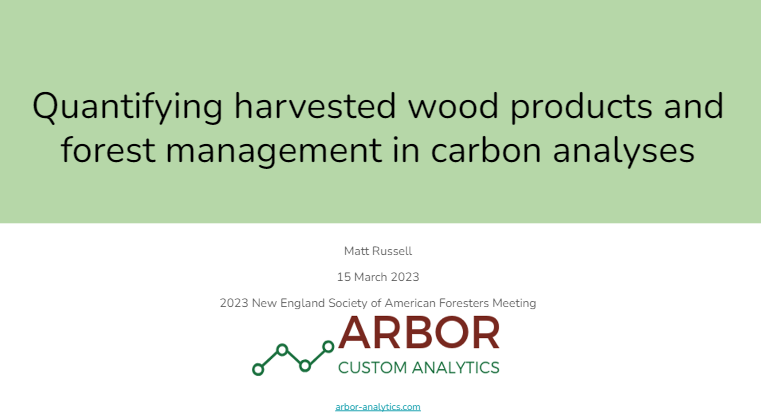 Quantifying harvested wood products and
forest management in carbon analyses
Matt Russell
15 March 2023
2023 New England Society of American Foresters Meeting
ARBOR
CUSTOM ANALYTICS
arbor-analytics.com